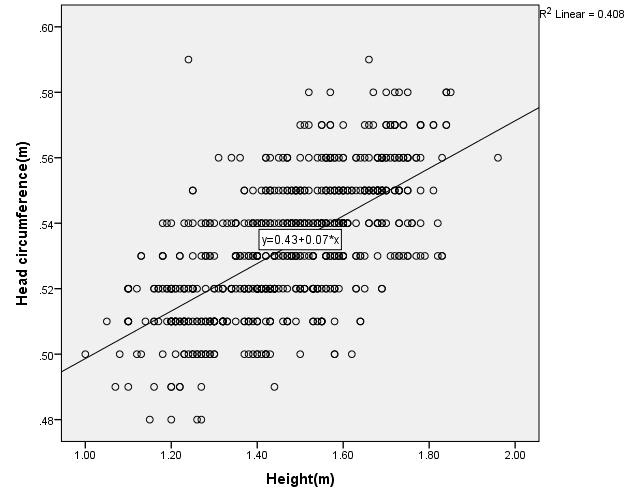 R2 Linear = 0.408
.60
.58
.56
.54
.52
.50
.48
Head circumference(m)
y=0.43+0.07*x
1.00 1.20 1.40 1.60 1.80 2.00
Height(m)